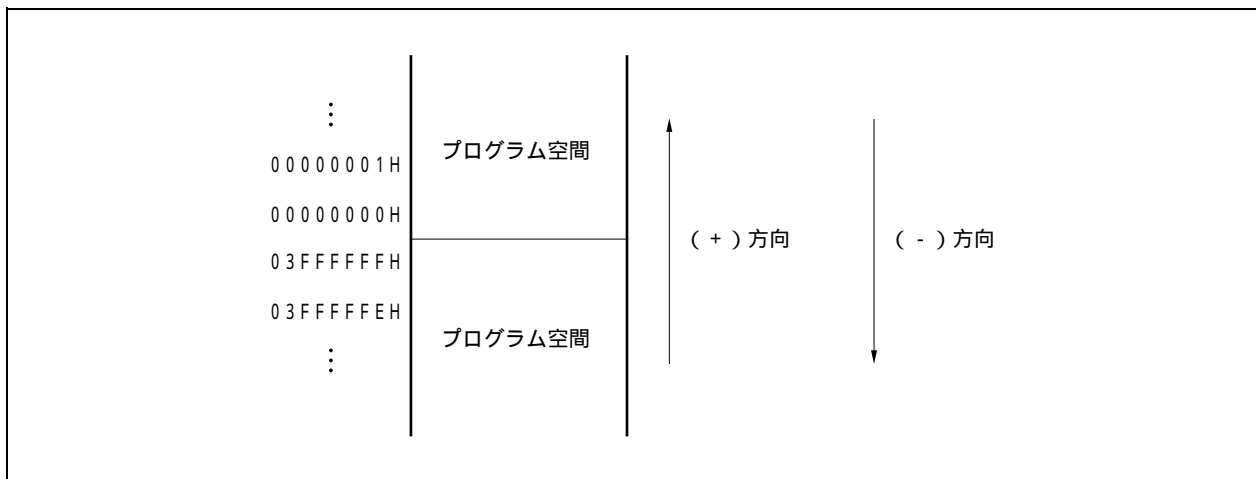 ⋮
プログラム空間
00000001H
00000000H
(+)方向
(-)方向
03FFFFFFH
03FFFFFEH
プログラム空間
⋮